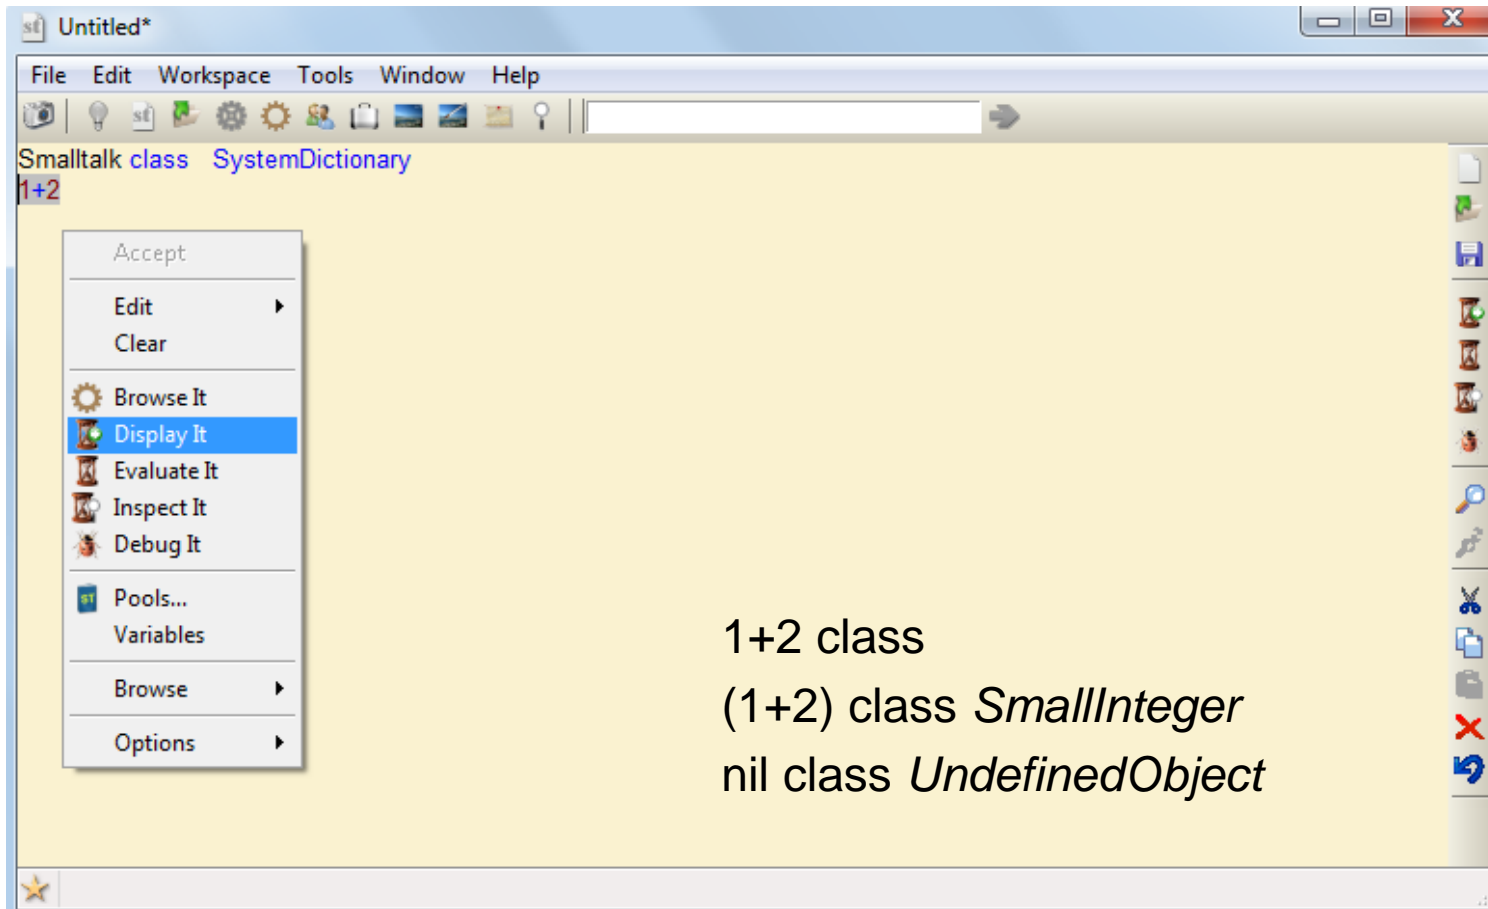 Untitled*
File Edit Workspace Tools Window Help
Smalltalk class SystemDictionary
1+2
Accept
Edit
Clear
Browse It
Display It
Evaluate It
Inspect It
Debug It
Pools...
Variables
Browse
Options
1+2 class
(1+2) class SmallInteger
nil class UndefinedObject